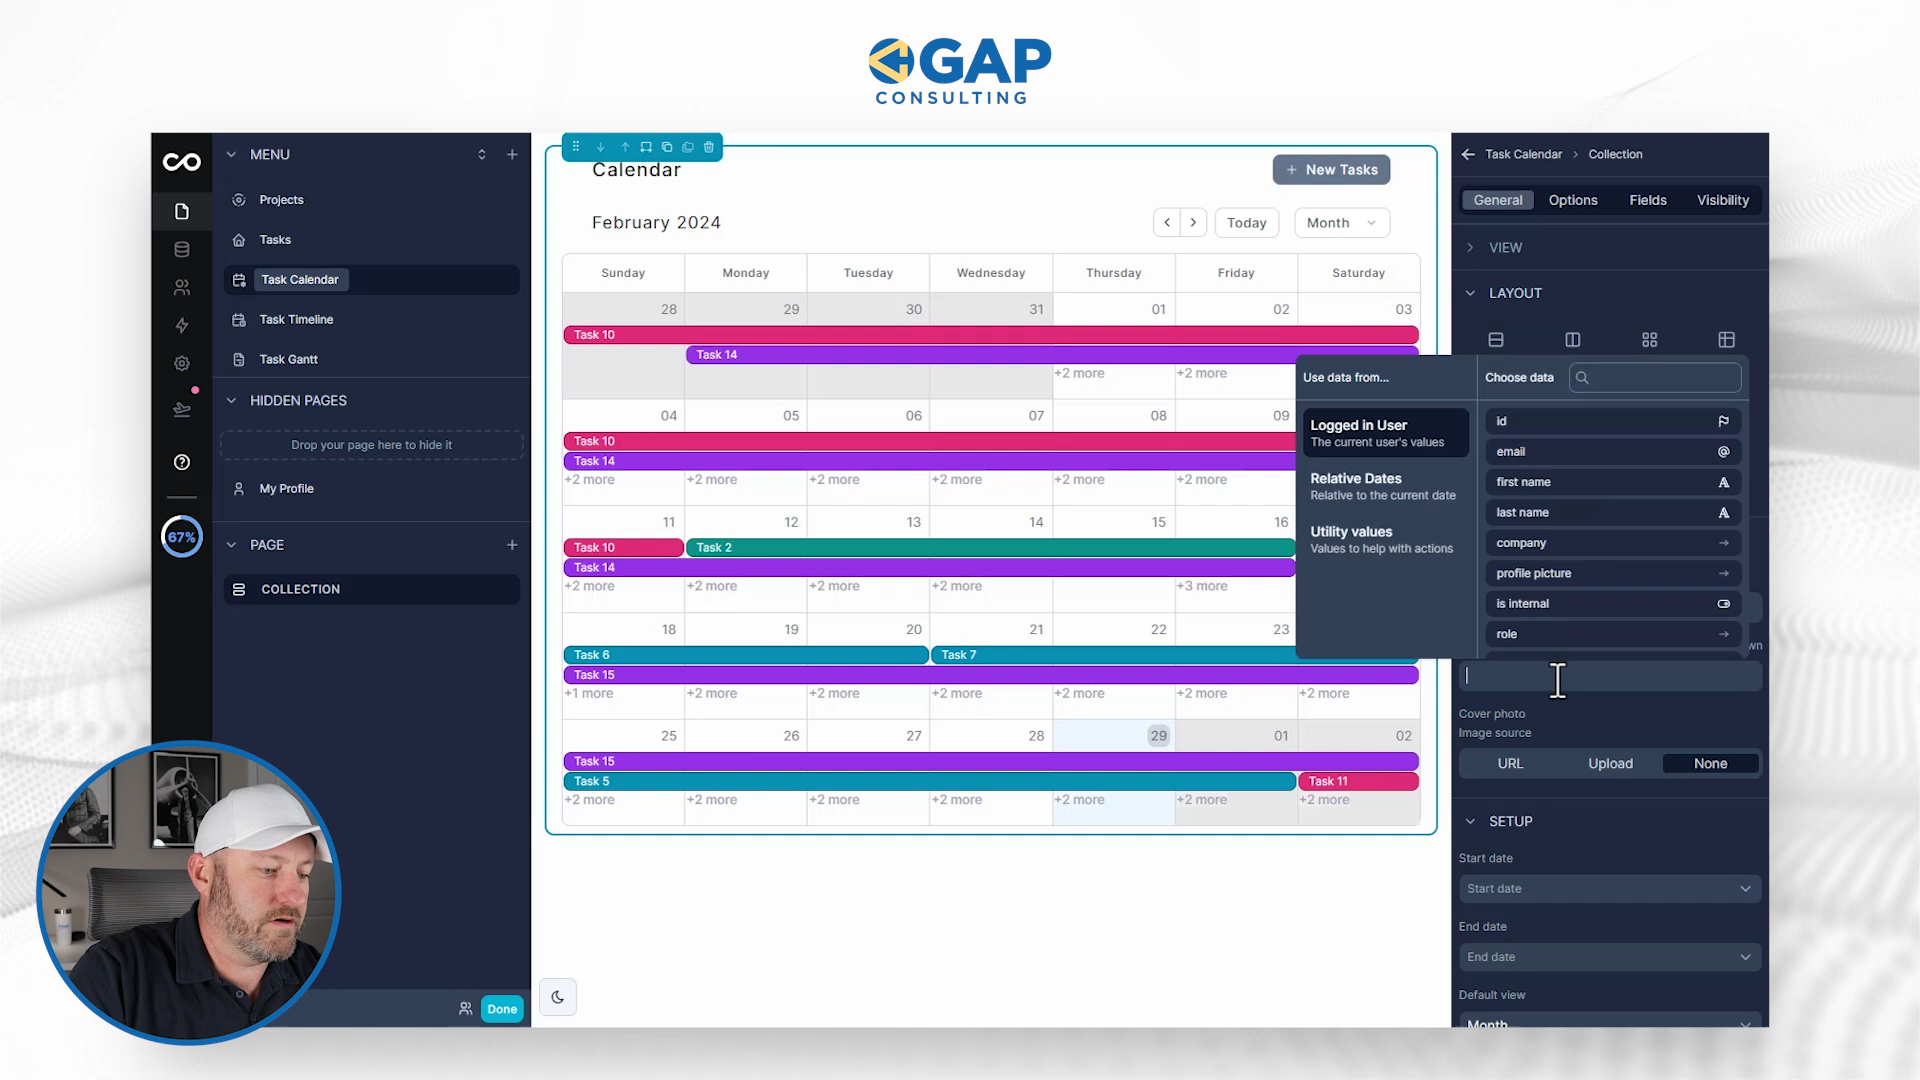 GAP
CONSULTING
MENU
Projects
Tasks
Task Calendar
Task Timeline
Task Gantt
HIDDEN PAGES
Drop your page here to hide it
My Profile
67%
PAGE
COLLECTION
Done
Calendar
New Tasks
February 2024
Today
Month
Sunday Monday Tuesday Wednesday Thursday Friday Saturday
28 29 30 31 01 02 03
Task 10
Task 14
+2 more +2 more
04 05 06 07 08 09
Task 10
Task 14
+2 more +2 more +2 more +2 more +2 more +2 more
11 12 13 14 15 16
Task 10 Task 2
Task 14
+2 more +2 more +2 more +2 more +3 more
18 19 20 21 22 23
Task 6 Task 7
Task 15
+1 more +2 more +2 more +2 more +2 more +2 more +2 more
25 26 27 28 29 01 02
Task 15
Task 5 Task 11
+2 more +2 more +2 more +2 more +2 more +2 more +2 more
Task Calendar > Collection
General Options Fields Visibility
VIEW
LAYOUT
Use data from...
Logged in User
The current user's values
Relative Dates
Relative to the current date
Utility values
Values to help with actions
Choose data
id
email
first name
last name
company
profile picture
is internal
role
Cover photo
Image source
URL Upload None
SETUP
Start date
Start date
End date
End date
Default view
Month